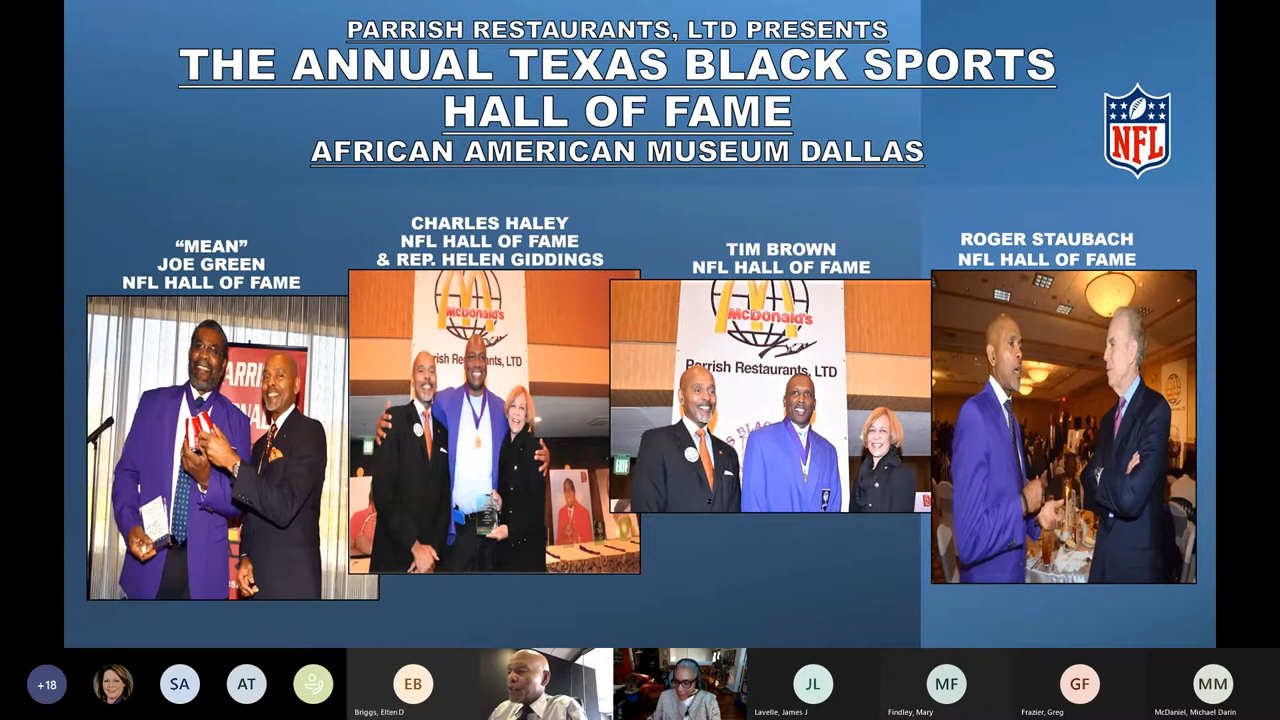 PARRISH RESTAURANTS, LTD PRESENTS
THE ANNUAL TEXAS BLACK SPORTS
HALL OF FAME
AFRICAN AMERICAN MUSEUM DALLAS
NFL
“MEAN”
JOE GREEN
NFL HALL OF FAME
CHARLES HALEY
NFL HALL OF FAME
& REP. HELEN GIDDINGS
TIM BROWN
NFL HALL OF FAME
ROGER STAUBACH
NFL HALL OF FAME
McDonald's
Parrish Restaurants, LTD
McDonald's
Parrish Restaurants, LTD
EXIT
+18
SA
AT
EB
JL
MF
GF
MM
Briggs, Elten D
Lavelle, James J
Findley, Mary
Frazier, Greg
McDaniel, Michael Darin